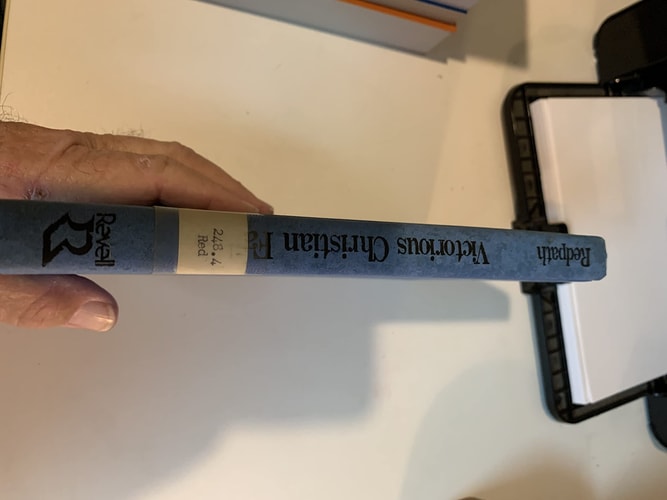 Redpath
Victorious Christian
248.4
Red
Revell